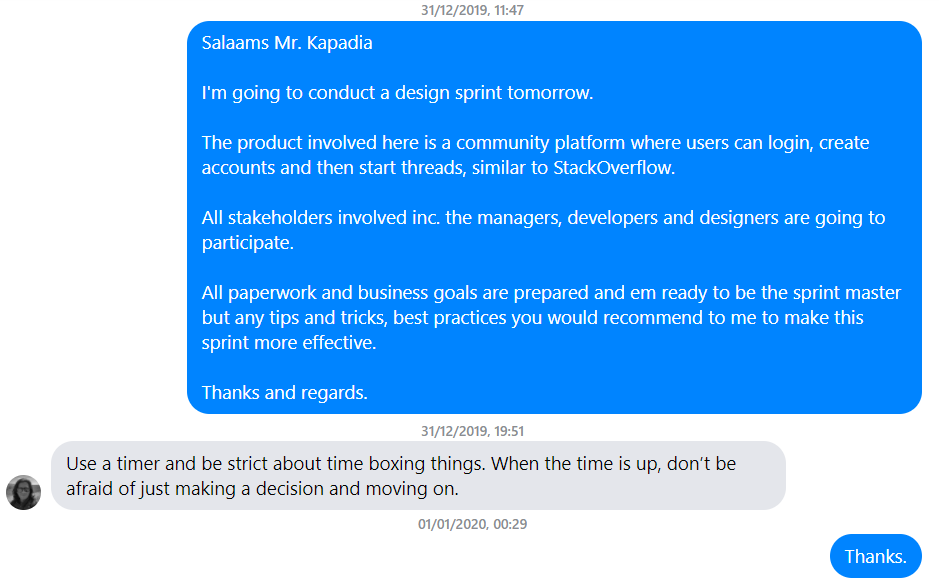 31/12/2019, 11:47
Salaams Mr. Kapadia
I'm going to conduct a design sprint tomorrow.
The product involved here is a community platform where users can login, create
accounts and then start threads, similar to StackOverflow.
All stakeholders involved inc. the managers, developers and designers are going to
participate.
All paperwork and business goals are prepared and em ready to be the sprint master
but any tips and tricks, best practices you would recommend to me to make this
sprint more effective.
Thanks and regards.
31/12/2019, 19:51
Use a timer and be strict about time boxing things. When the time is up, don’t be
afraid of just making a decision and moving on.
01/01/2020, 00:29
Thanks.